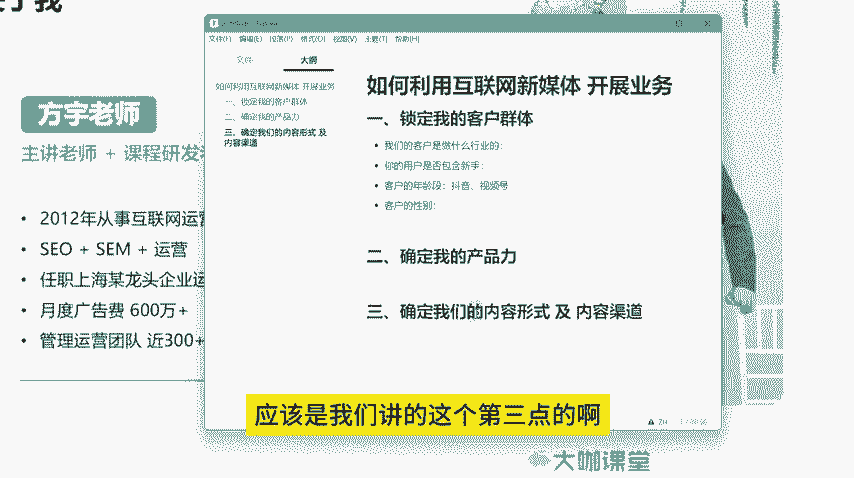 方宇老师
主讲老师 + 课程研发
• 2012年从事互联网运营
• SEO + SEM + 运营
• 任职上海某龙头企业运
• 月度广告费 600万+
• 管理运营团队 近300+
文件(F) 编辑(E) 段落(P) 格式(O) 视图(V) 主题(T) 帮助(H)
文件 大纲
如何利用互联网新媒体 开展业务
一、锁定我的客户群体
二、确定我的产品力
三、确定我们的内容形式 及
内容渠道
如何利用互联网新媒体 开展业务
一、锁定我的客户群体
• 我们的客户是做什么行业的：
• 你的用户是否包含新手：
• 客户的年龄段：抖音、视频号
• 客户的性别：
二、确定我的产品力
三、确定我们的内容形式 及 内容渠道
应该是我们讲的这个第三点的啊
大咖课堂